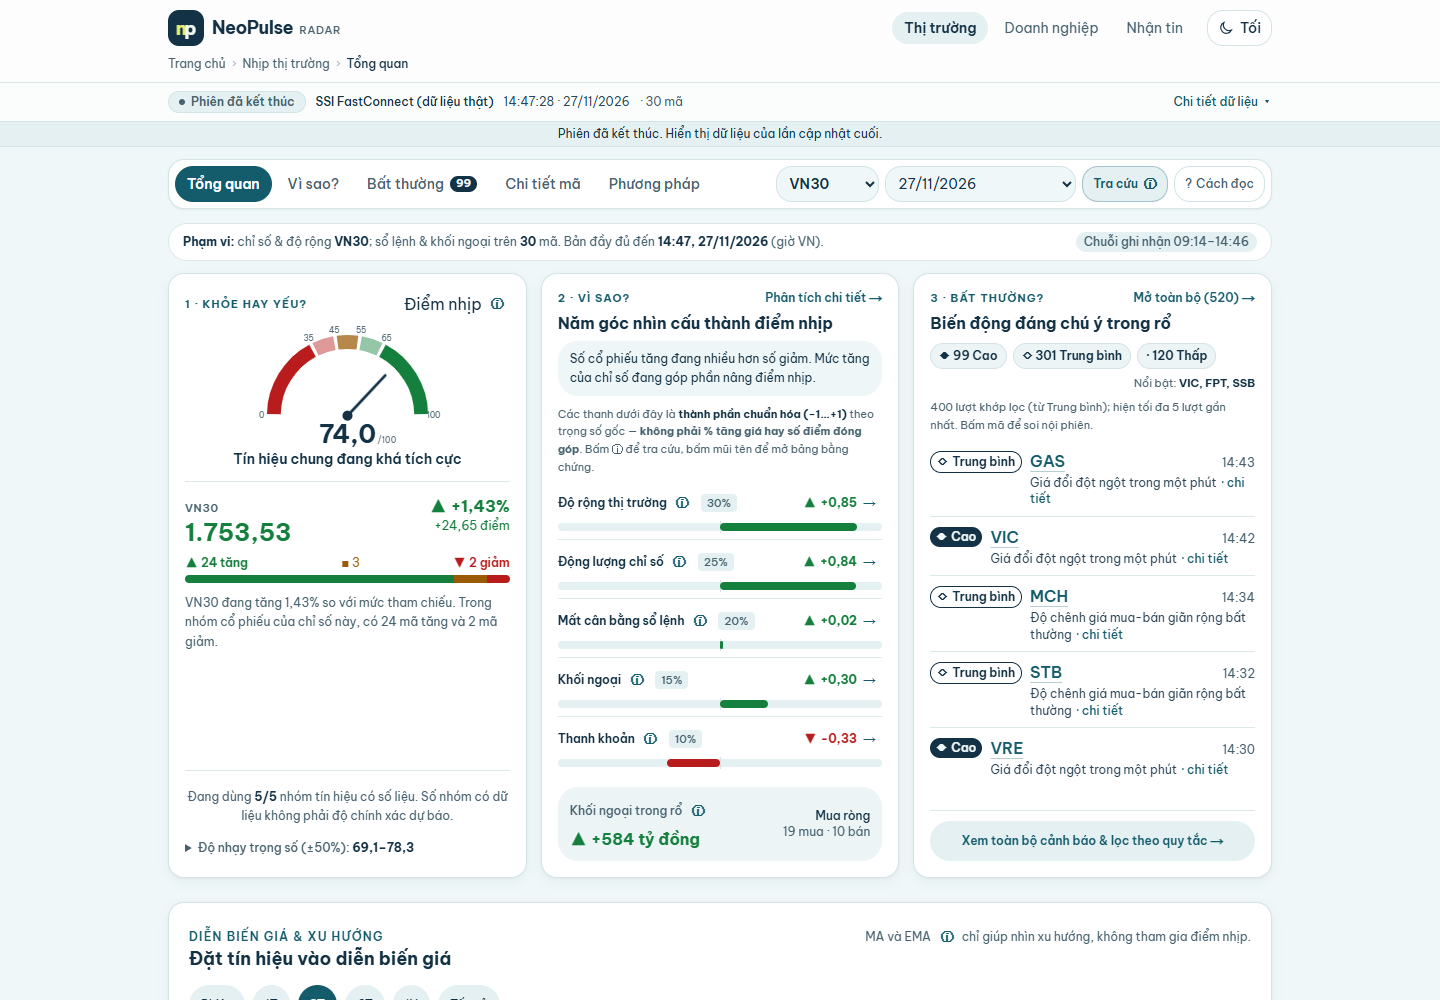 np NeoPulse RADAR
Thị trường Doanh nghiệp Nhận tin Tối
Trang chủ › Nhịp thị trường › Tổng quan
Phiên đã kết thúc SSI FastConnect (dữ liệu thật) 14:47:28 · 27/11/2026 · 30 mã Chi tiết dữ liệu
Phiên đã kết thúc. Hiển thị dữ liệu của lần cập nhật cuối.
Tổng quan Vì sao? Bất thường 99 Chi tiết mã Phương pháp VN30 27/11/2026 Tra cứu ⓘ ? Cách đọc
Phạm vi: chỉ số & độ rộng VN30; sổ lệnh & khối ngoại trên 30 mã. Bản đầy đủ đến 14:47, 27/11/2026 (giờ VN). Chuỗi ghi nhận 09:14–14:46
1 · KHỎE HAY YẾU? Điểm nhịp ⓘ
0 35 45 55 65 100
74,0 /100
Tín hiệu chung đang khá tích cực
VN30
1.753,53
▲ +1,43%
+24,65 điểm
▲ 24 tăng ■ 3 ▼ 2 giảm
VN30 đang tăng 1,43% so với mức tham chiếu. Trong
nhóm cổ phiếu của chỉ số này, có 24 mã tăng và 2 mã
giảm.
Đang dùng 5/5 nhóm tín hiệu có số liệu. Số nhóm có dữ
liệu không phải độ chính xác dự báo.
▶ Độ nhạy trọng số (±50%): 69,1–78,3
2 · VÌ SAO? Phân tích chi tiết →
Năm góc nhìn cấu thành điểm nhịp
Số cổ phiếu tăng đang nhiều hơn số giảm. Mức tăng
của chỉ số đang góp phần nâng điểm nhịp.
Các thanh dưới đây là thành phần chuẩn hóa (−1…+1) theo
trọng số gốc — không phải % tăng giá hay số điểm đóng
góp. Bấm ⓘ để tra cứu, bấm mũi tên để mở bảng bằng
chứng.
Độ rộng thị trường ⓘ 30% ▲ +0,85 →
Động lượng chỉ số ⓘ 25% ▲ +0,84 →
Mất cân bằng sổ lệnh ⓘ 20% ▲ +0,02 →
Khối ngoại ⓘ 15% ▲ +0,30 →
Thanh khoản ⓘ 10% ▼ -0,33 →
Khối ngoại trong rổ ⓘ
▲ +584 tỷ đồng
Mua ròng
19 mua · 10 bán
3 · BẤT THƯỜNG? Mở toàn bộ (520) →
Biến động đáng chú ý trong rổ
99 Cao 301 Trung bình · 120 Thấp
Nổi bật: VIC, FPT, SSB
400 lượt khớp lọc (từ Trung bình); hiện tối đa 5 lượt gần
nhất. Bấm mã để soi nội phiên.
Trung bình GAS 14:43
Giá đổi đột ngột trong một phút · chi
tiết
Cao VIC 14:42
Giá đổi đột ngột trong một phút · chi tiết
Trung bình MCH 14:34
Độ chênh giá mua-bán giãn rộng bất
thường · chi tiết
Trung bình STB 14:32
Độ chênh giá mua-bán giãn rộng bất
thường · chi tiết
Cao VRE 14:30
Giá đổi đột ngột trong một phút · chi tiết
Xem toàn bộ cảnh báo & lọc theo quy tắc →
DIỄN BIẾN GIÁ & XU HƯỚNG
Đặt tín hiệu vào diễn biến giá
MA và EMA ⓘ chỉ giúp nhìn xu hướng, không tham gia điểm nhịp.